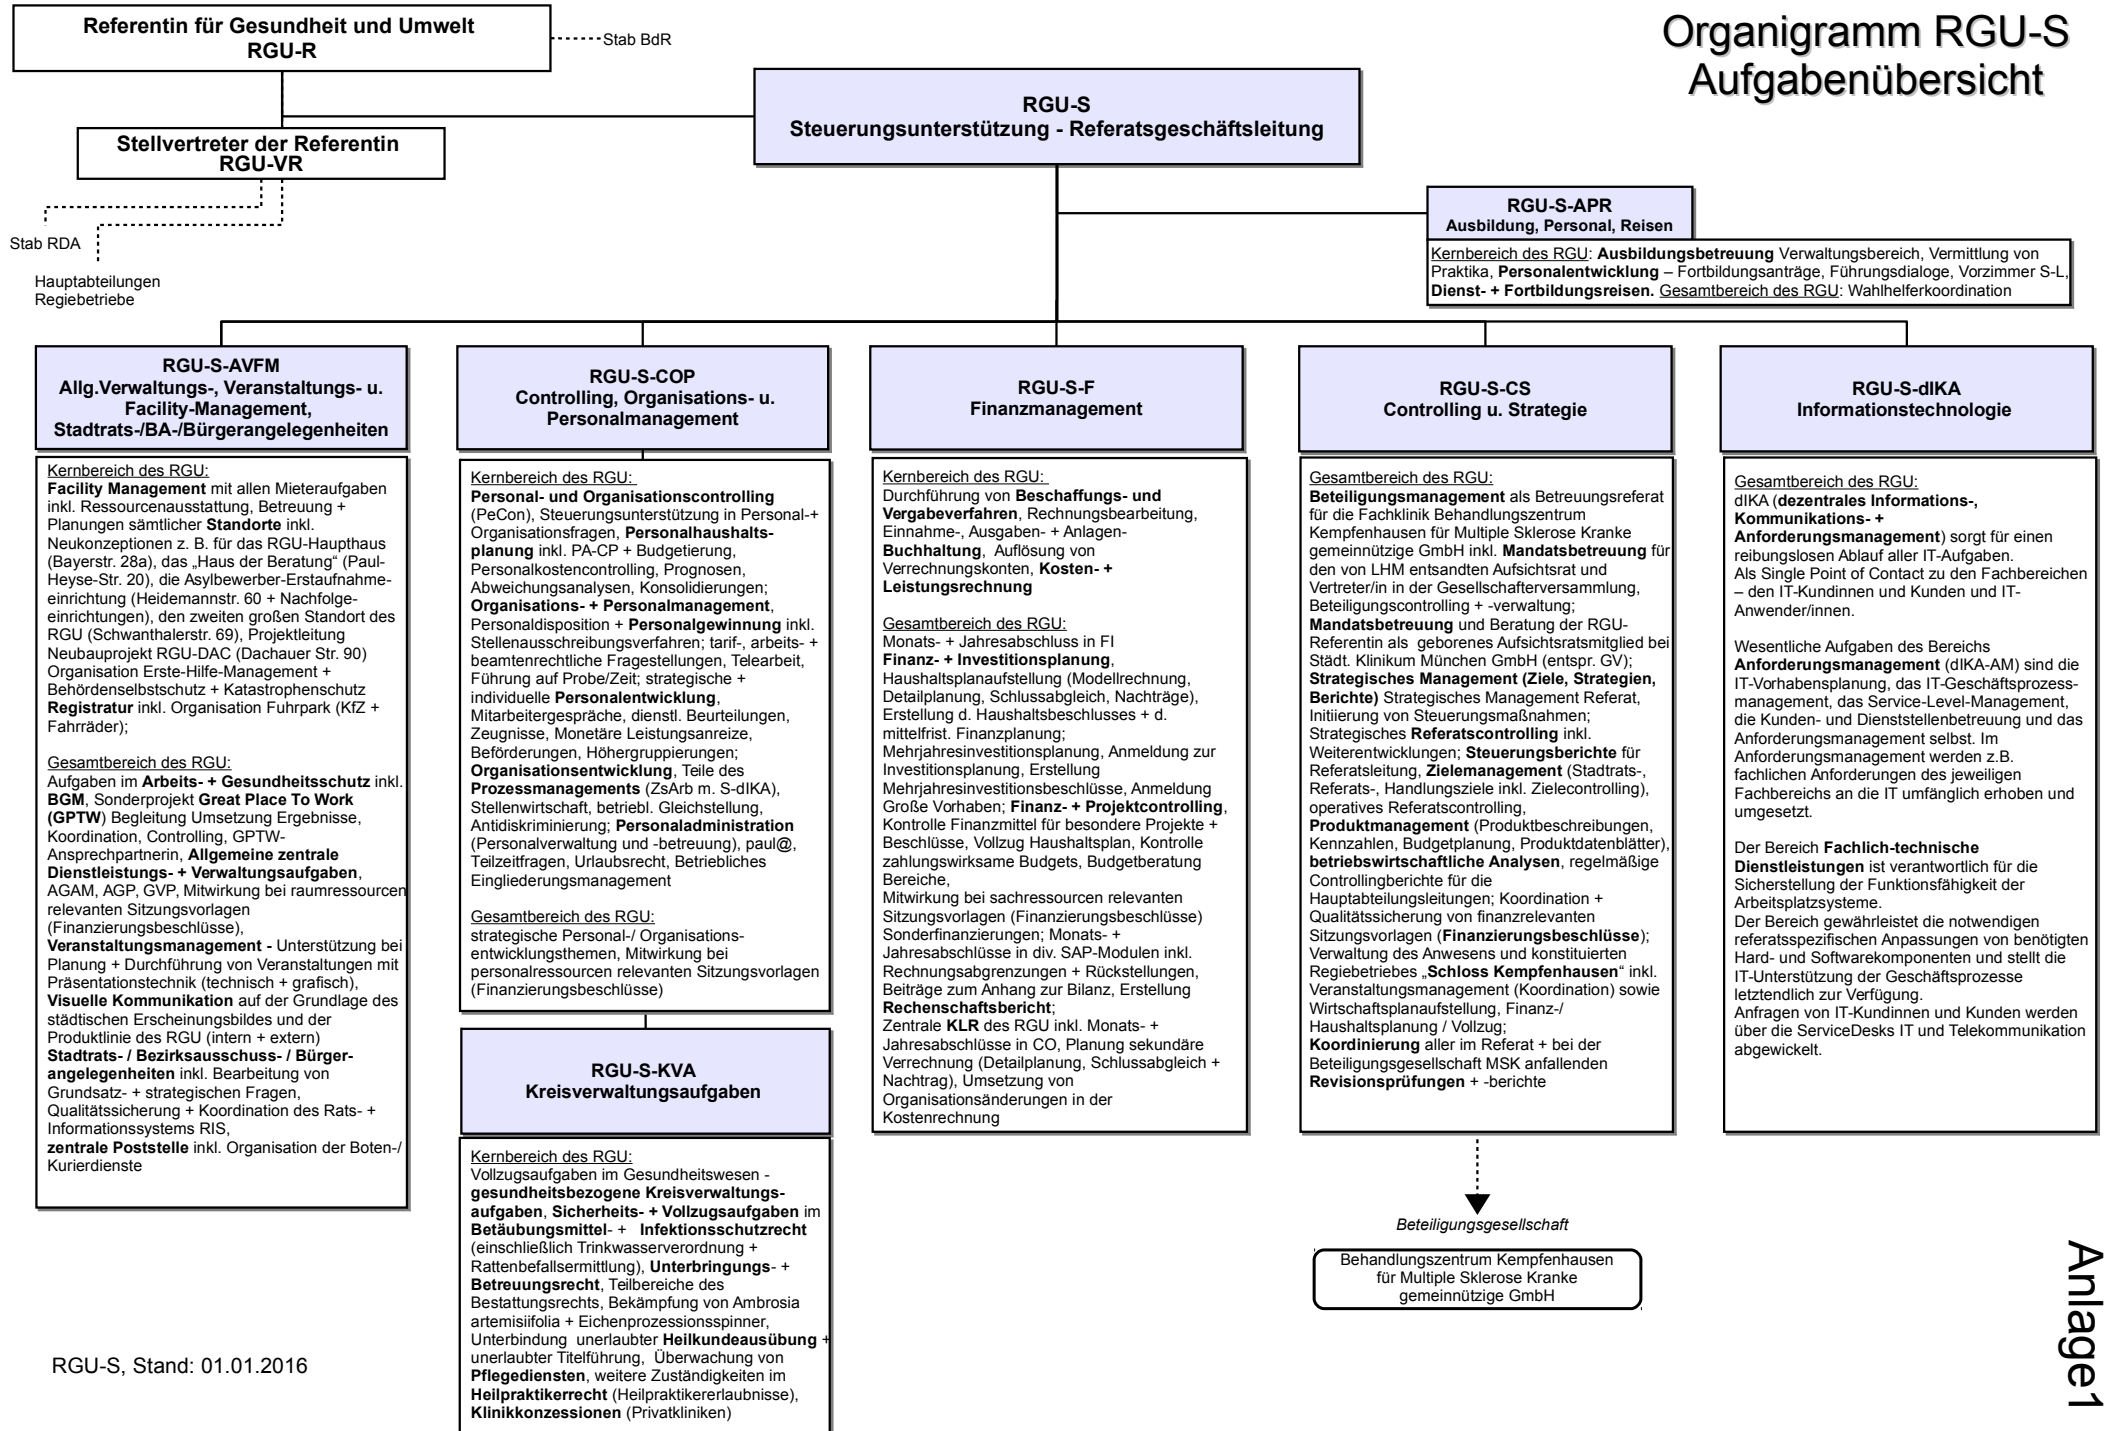 Referentin für Gesundheit und Umwelt
RGU-R
Stab BdR
Organigramm RGU-S
Aufgabenübersicht
RGU-S
Steuerungsunterstützung - Referatsgeschäftsleitung
Stellvertreter der Referentin
RGU-VR
Stab RDA
Hauptabteilungen
Regiebetriebe
RGU-S-APR
Ausbildung, Personal, Reisen
Kernbereich des RGU: Ausbildungsbetreuung Verwaltungsbereich, Vermittlung von
Praktika, Personalentwicklung – Fortbildungsanträge, Führungsdialoge, Vorzimmer S-L,
Dienst- + Fortbildungsreisen. Gesamtbereich des RGU: Wahlhelferkoordination
RGU-S-AVFM
Allg.Verwaltungs-, Veranstaltungs- u.
Facility-Management,
Stadtrats-/BA-/Bürgerangelegenheiten
Kernbereich des RGU:
Facility Management mit allen Mieteraufgaben
inkl. Ressourcenausstattung, Betreuung +
Planungen sämtlicher Standorte inkl.
Neukonzeptionen z. B. für das RGU-Haupthaus
(Bayerstr. 28a), das „Haus der Beratung" (Paul-
Heyse-Str. 20), die Asylbewerber-Erstaufnahme-
einrichtung (Heidemannstr. 60 + Nachfolge-
einrichtungen), den zweiten großen Standort des
RGU (Schwanthalerstr. 69), Projektleitung
Neubauprojekt RGU-DAC (Dachauer Str. 90)
Organisation Erste-Hilfe-Management +
Behördenselbstschutz + Katastrophenschutz
Registratur inkl. Organisation Fuhrpark (KfZ +
Fahrräder);
Gesamtbereich des RGU:
Aufgaben im Arbeits- + Gesundheitsschutz inkl.
BGM, Sonderprojekt Great Place To Work
(GPTW) Begleitung Umsetzung Ergebnisse,
Koordination, Controlling, GPTW-
Ansprechpartnerin, Allgemeine zentrale
Dienstleistungs- + Verwaltungsaufgaben,
AGAM, AGP, GVP, Mitwirkung bei raumressourcen
relevanten Sitzungsvorlagen
(Finanzierungsbeschlüsse),
Veranstaltungsmanagement - Unterstützung bei
Planung + Durchführung von Veranstaltungen mit
Präsentationstechnik (technisch + grafisch),
Visuelle Kommunikation auf der Grundlage des
städtischen Erscheinungsbildes und der
Produktlinie des RGU (intern + extern)
Stadtrats- / Bezirksausschuss- / Bürger-
angelegenheiten inkl. Bearbeitung von
Grundsatz- + strategischen Fragen,
Qualitätssicherung + Koordination des Rats- +
Informationssystems RIS,
zentrale Poststelle inkl. Organisation der Boten-/
Kurierdienste
RGU-S-COP
Controlling, Organisations- u.
Personalmanagement
Kernbereich des RGU:
Personal- und Organisationscontrolling
(PeCon), Steuerungsunterstützung in Personal-+
Organisationsfragen, Personalhaushalts-
planung inkl. PA-CP + Budgetierung,
Personalkostencontrolling, Prognosen,
Abweichungsanalysen, Konsolidierungen;
Organisations- + Personalmanagement,
Personaldisposition + Personalgewinnung inkl.
Stellenausschreibungsverfahren; tarif-, arbeits- +
beamtenrechtliche Fragestellungen, Telearbeit,
Führung auf Probe/Zeit; strategische +
individuelle Personalentwicklung,
Mitarbeitergespräche, dienstl. Beurteilungen,
Zeugnisse, Monetäre Leistungsanreize,
Beförderungen, Höhergruppierungen;
Organisationsentwicklung, Teile des
Prozessmanagements (ZsArb m. S-dIKA),
Stellenwirtschaft, betriebl. Gleichstellung,
Antidiskriminierung; Personaladministration
(Personalverwaltung und -betreuung), paul@,
Teilzeitfragen, Urlaubsrecht, Betriebliches
Eingliederungsmanagement
Gesamtbereich des RGU:
strategische Personal-/ Organisations-
entwicklungsthemen, Mitwirkung bei
personalressourcen relevanten Sitzungsvorlagen
(Finanzierungsbeschlüsse)
RGU-S-KVA
Kreisverwaltungsaufgaben
Kernbereich des RGU:
Vollzugsaufgaben im Gesundheitswesen -
gesundheitsbezogene Kreisverwaltungs-
aufgaben, Sicherheits- + Vollzugsaufgaben im
Betäubungsmittel- + Infektionsschutzrecht
(einschließlich Trinkwasserverordnung +
Rattenbefallsermittlung), Unterbringungs- +
Betreuungsrecht, Teilbereiche des
Bestattungsrechts, Bekämpfung von Ambrosia
artemisiifolia + Eichenprozessionsspinner,
Unterbindung unerlaubter Heilkundeausübung +
unerlaubter Titelführung, Überwachung von
Pflegediensten, weitere Zuständigkeiten im
Heilpraktikerrecht (Heilpraktikererlaubnisse),
Klinikkonzessionen (Privatkliniken)
RGU-S-F
Finanzmanagement
Kernbereich des RGU:
Durchführung von Beschaffungs- und
Vergabeverfahren, Rechnungsbearbeitung,
Einnahme-, Ausgaben- + Anlagen-
Buchhaltung, Auflösung von
Verrechnungskonten, Kosten- +
Leistungsrechnung
Gesamtbereich des RGU:
Monats- + Jahresabschluss in FI
Finanz- + Investitionsplanung,
Haushaltsplanaufstellung (Modellrechnung,
Detailplanung, Schlussabgleich, Nachträge),
Erstellung d. Haushaltsbeschlusses + d.
mittelfrist. Finanzplanung;
Mehrjahresinvestitionsplanung, Anmeldung zur
Investitionsplanung, Erstellung
Mehrjahresinvestitionsbeschlüsse, Anmeldung
Große Vorhaben; Finanz- + Projektcontrolling,
Kontrolle Finanzmittel für besondere Projekte +
Beschlüsse, Vollzug Haushaltsplan, Kontrolle
zahlungswirksame Budgets, Budgetberatung
Bereiche,
Mitwirkung bei sachressourcen relevanten
Sitzungsvorlagen (Finanzierungsbeschlüsse)
Sonderfinanzierungen; Monats- +
Jahresabschlüsse in div. SAP-Modulen inkl.
Rechnungsabgrenzungen + Rückstellungen,
Beiträge zum Anhang zur Bilanz, Erstellung
Rechenschaftsbericht;
Zentrale KLR des RGU inkl. Monats- +
Jahresabschlüsse in CO, Planung sekundäre
Verrechnung (Detailplanung, Schlussabgleich +
Nachtrag), Umsetzung von
Organisationsänderungen in der
Kostenrechnung
RGU-S-CS
Controlling u. Strategie
Gesamtbereich des RGU:
Beteiligungsmanagement als Betreuungsreferat
für die Fachklinik Behandlungszentrum
Kempfenhausen für Multiple Sklerose Kranke
gemeinnützige GmbH inkl. Mandatsbetreuung für
den von LHM entsandten Aufsichtsrat und
Vertreter/in in der Gesellschafterversammlung,
Beteiligungscontrolling + -verwaltung;
Mandatsbetreuung und Beratung der RGU-
Referentin als geborenes Aufsichtsratsmitglied bei
Städt. Klinikum München GmbH (entspr. GV);
Strategisches Management (Ziele, Strategien,
Berichte) Strategisches Management Referat,
Initiierung von Steuerungsmaßnahmen;
Strategisches Referatscontrolling inkl.
Weiterentwicklungen; Steuerungsberichte für
Referatsleitung, Zielemanagement (Stadtrats-,
Referats-, Handlungsziele inkl. Zielecontrolling),
operatives Referatscontrolling,
Produktmanagement (Produktbeschreibungen,
Kennzahlen, Budgetplanung, Produktdatenblätter),
betriebswirtschaftliche Analysen, regelmäßige
Controllingberichte für die
Hauptabteilungsleitungen; Koordination +
Qualitätssicherung von finanzrelevanten
Sitzungsvorlagen (Finanzierungsbeschlüsse);
Verwaltung des Anwesens und konstituierten
Regiebetriebes „Schloss Kempfenhausen" inkl.
Veranstaltungsmanagement (Koordination) sowie
Wirtschaftsplanaufstellung, Finanz-/
Haushaltsplanung / Vollzug;
Koordinierung aller im Referat + bei der
Beteiligungsgesellschaft MSK anfallenden
Revisionsprüfungen + -berichte
Beteiligungsgesellschaft
Behandlungszentrum Kempfenhausen
für Multiple Sklerose Kranke
gemeinnützige GmbH
RGU-S-dIKA
Informationstechnologie
Gesamtbereich des RGU:
dIKA (dezentrales Informations-,
Kommunikations- +
Anforderungsmanagement) sorgt für einen
reibungslosen Ablauf aller IT-Aufgaben.
Als Single Point of Contact zu den Fachbereichen
– den IT-Kundinnen und Kunden und IT-
Anwender/innen.
Wesentliche Aufgaben des Bereichs
Anforderungsmanagement (dIKA-AM) sind die
IT-Vorhabensplanung, das IT-Geschäftsprozess-
management, das Service-Level-Management,
die Kunden- und Dienststellenbetreuung und das
Anforderungsmanagement selbst. Im
Anforderungsmanagement werden z.B.
fachlichen Anforderungen des jeweiligen
Fachbereichs an die IT umfänglich erhoben und
umgesetzt.
Der Bereich Fachlich-technische
Dienstleistungen ist verantwortlich für die
Sicherstellung der Funktionsfähigkeit der
Arbeitsplatzsysteme.
Der Bereich gewährleistet die notwendigen
referatsspezifischen Anpassungen von benötigten
Hard- und Softwarekomponenten und stellt die
IT-Unterstützung der Geschäftsprozesse
letztendlich zur Verfügung.
Anfragen von IT-Kundinnen und Kunden werden
über die ServiceDesks IT und Telekommunikation
abgewickelt.
RGU-S, Stand: 01.01.2016
Anlage1